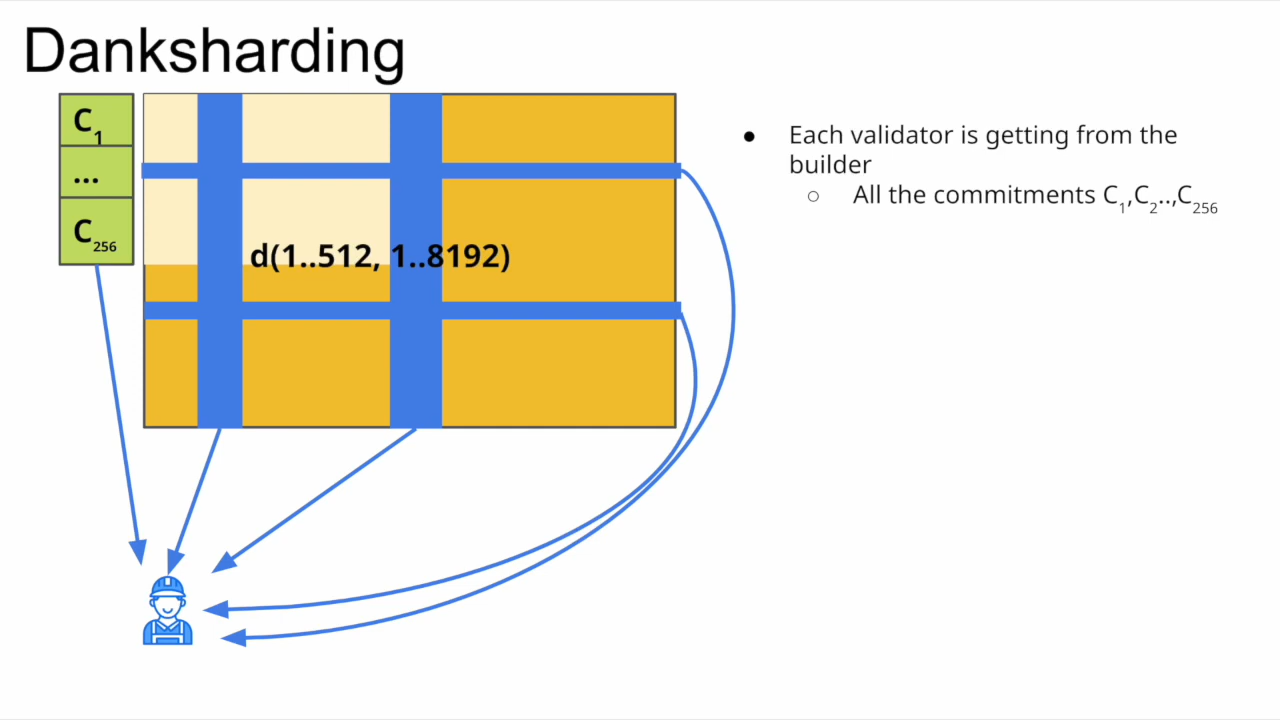 Danksharding
C1
...
C256
d(1..512, 1..8192)
● Each validator is getting from the
builder
○ All the commitments C1,C2..,C256